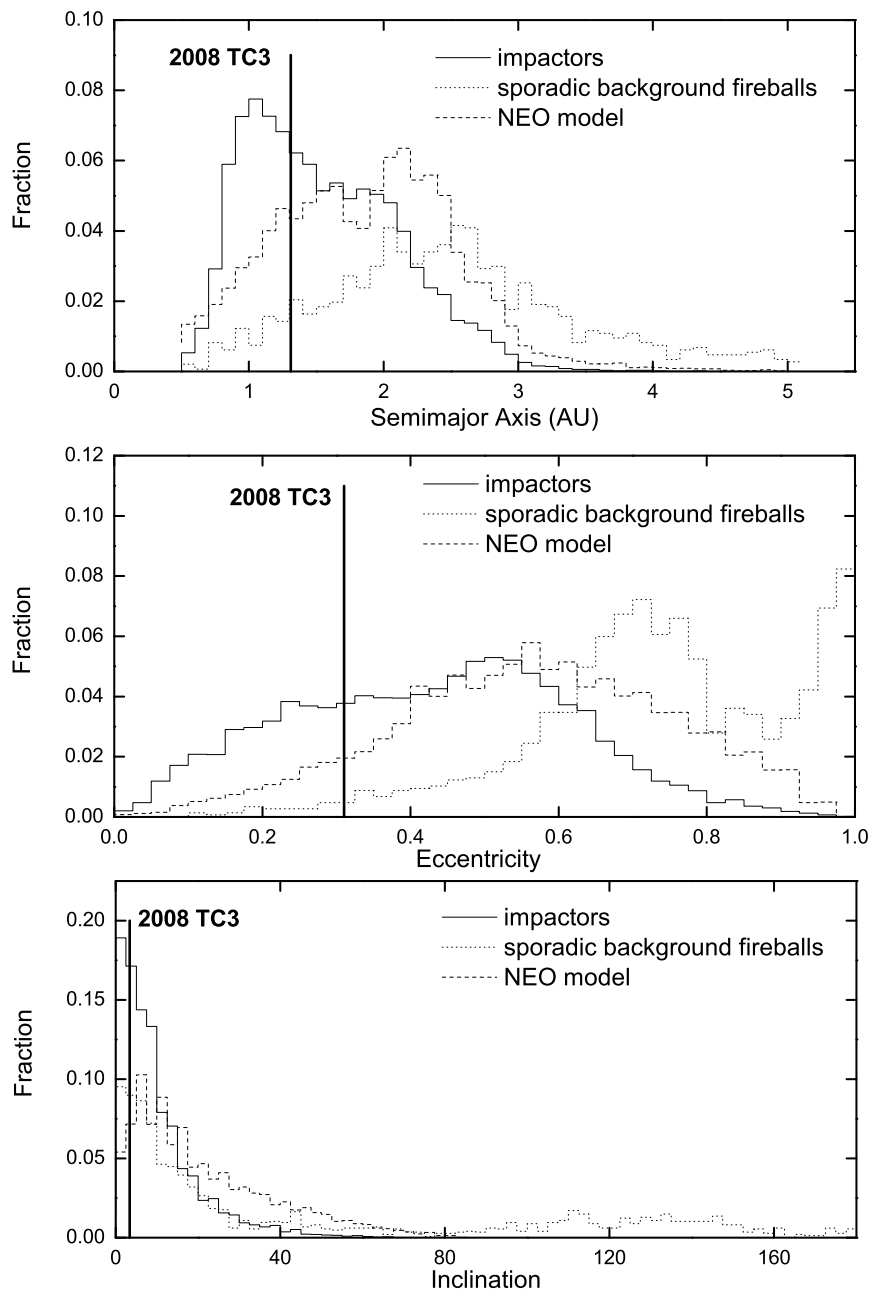 0.10
2008 TC3
impactors
sporadic background fireballs
NEO model
0.08
0.06
Fraction
0.04
0.02
0.00
0 1 2 3 4 5
Semimajor Axis (AU)
0.12
impactors
2008 TC3
sporadic background fireballs
0.10
NEO model
0.08
Fraction
0.06
0.04
0.02
0.00
0.0 0.2 0.4 0.6 0.8 1.0
Eccentricity
0.20
2008 TC3
impactors
sporadic background fireballs
NEO model
0.15
Fraction
0.10
0.05
0.00
0 40 80 120 160
Inclination